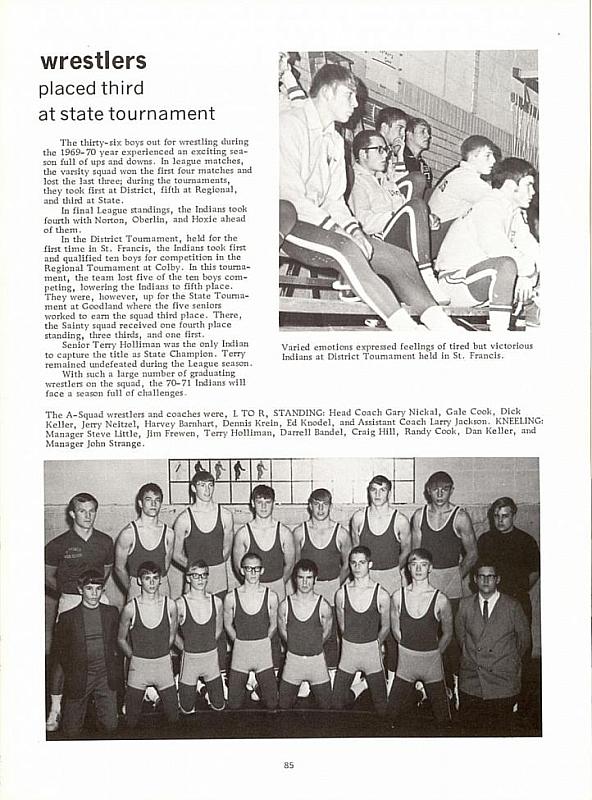 wrestlers
placed third
at state tournament
The thirty-six boys out for wrestling during
the 1969-70 year experienced an exciting sea-
son full of ups and downs. In league matches,
the varsity squad won the first four matches and
lost the last three; during the tournaments,
they took first at District, fifth at Regional,
and third at State.
In final League standings, the Indians took
fourth with Norton, Oberlin, and Hoxie ahead
of them.
In the District Tournament, held for the
first time in St. Francis, the Indians took first
and qualified ten boys for competition in the
Regional Tournament at Colby. In this tourna-
ment, the team lost five of the ten boys com-
peting, lowering the Indians to fifth place.
They were, however, up for the State Tourna-
ment at Goodland where the five seniors
worked to earn the squad third place. There,
the Sainty squad received one fourth place
standing, three thirds, and one first.
Senior Terry Holliman was the only Indian
to capture the title as State Champion. Terry
remained undefeated during the League season.
With such a large number of graduating
wrestlers on the squad, the 70-71 Indians will
face a season full of challenges.
Varied emotions expressed feelings of tired but victorious
Indians at District Tournament held in St. Francis.
The A-Squad wrestlers and coaches were, L TO R, STANDING: Head Coach Gary Nickal, Gale Cook, Dick
Keller, Jerry Neitzel, Harvey Barnhart, Dennis Krein, Ed Knodel, and Assistant Coach Larry Jackson. KNEELING:
Manager Steve Little, Jim Frewen, Terry Holliman, Darrell Bandel, Craig Hill, Randy Cook, Dan Keller, and
Manager John Strange.
85